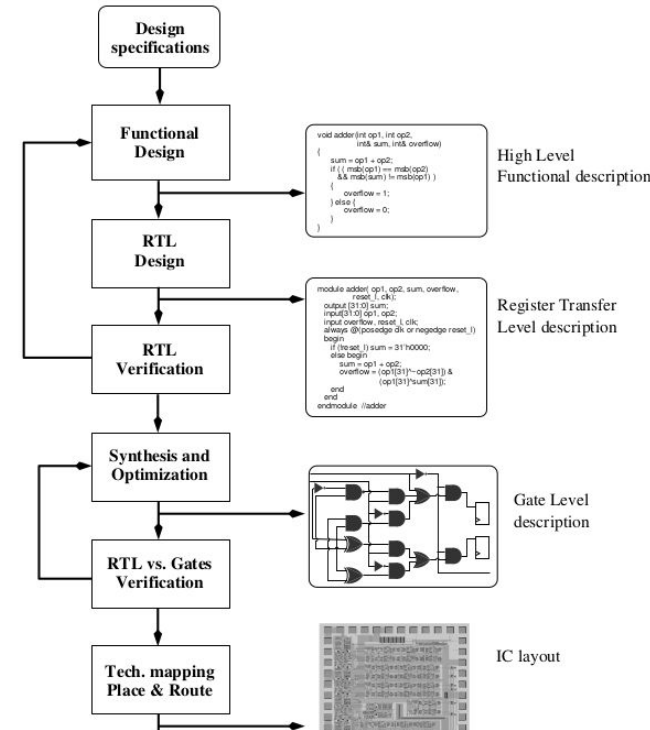 Design
specifications
Functional
Design
void adder(int op1, int op2,
int& sum, int& overflow)
{
sum = op1 + op2;
if ( ( msb(op1) == msb(op2)
&& msb(sum) != msb(op1) )
{
overflow = 1;
} else {
overflow = 0;
}
}
High Level
Functional description
RTL
Design
module adder( op1, op2, sum, overflow,
reset_l, clk);
output [31:0] sum;
input[31:0] op1, op2;
input overflow, reset_l, clk;
always @(posedge clk or negedge reset_l)
begin
if (!reset_l) sum = 31'h0000;
else begin
sum = op1 + op2;
overflow = (op1[31]^~op2[31]) &
(op1[31]^sum[31]);
end
end
endmodule //adder
Register Transfer
Level description
RTL
Verification
Synthesis and
Optimization
Gate Level
description
RTL vs. Gates
Verification
Tech. mapping
Place & Route
IC layout